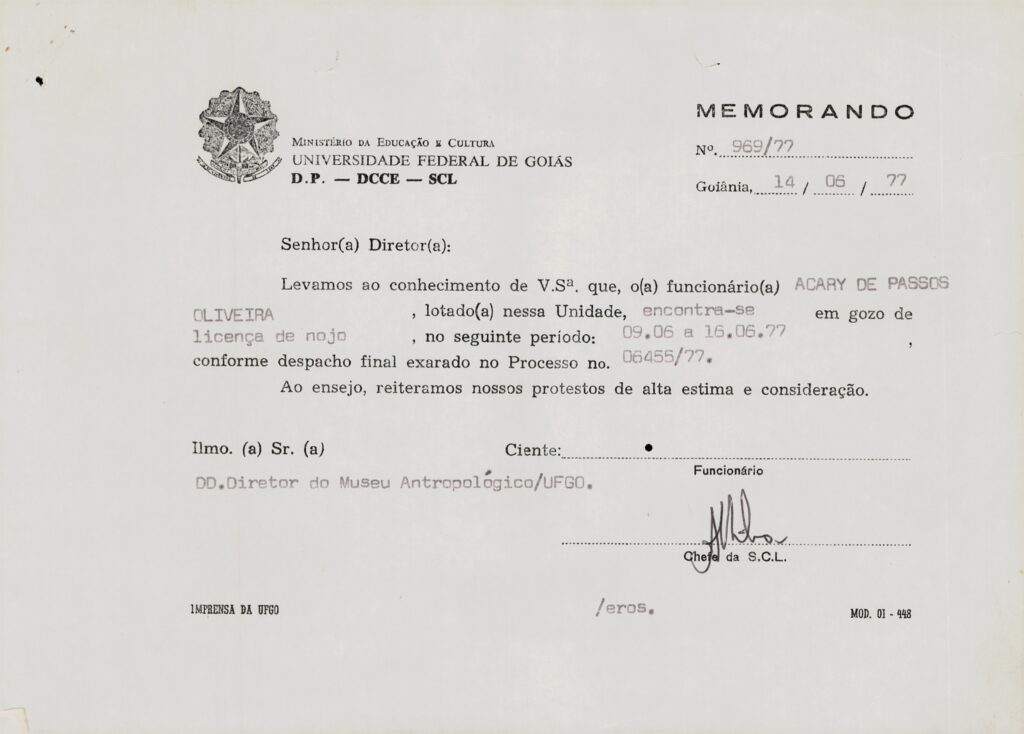 MINISTÉRIO DA EDUCAÇÃO E CULTURA
UNIVERSIDADE FEDERAL DE GOIÁS
D.P. — DCCE — SCL
MEMORANDO
Nº. 969/77
Goiânia, 14 / 06 / 77
Senhor(a) Diretor(a):
Levamos ao conhecimento de V.Sª. que, o(a) funcionário(a) ACARY DE PASSOS
OLIVEIRA , lotado(a) nessa Unidade, encontra-se em gozo de
licença de nojo , no seguinte período: 09.06 a 16.06.77 ,
conforme despacho final exarado no Processo no. 06455/77.
Ao ensejo, reiteramos nossos protestos de alta estima e consideração.
Ilmo. (a) Sr. (a)
DD.Diretor do Museu Antropológico/UFGO.
Ciente:
Funcionário
Chefe da S.C.L.
IMPRENSA DA UFGO
/eros.
MOD. 01 - 448